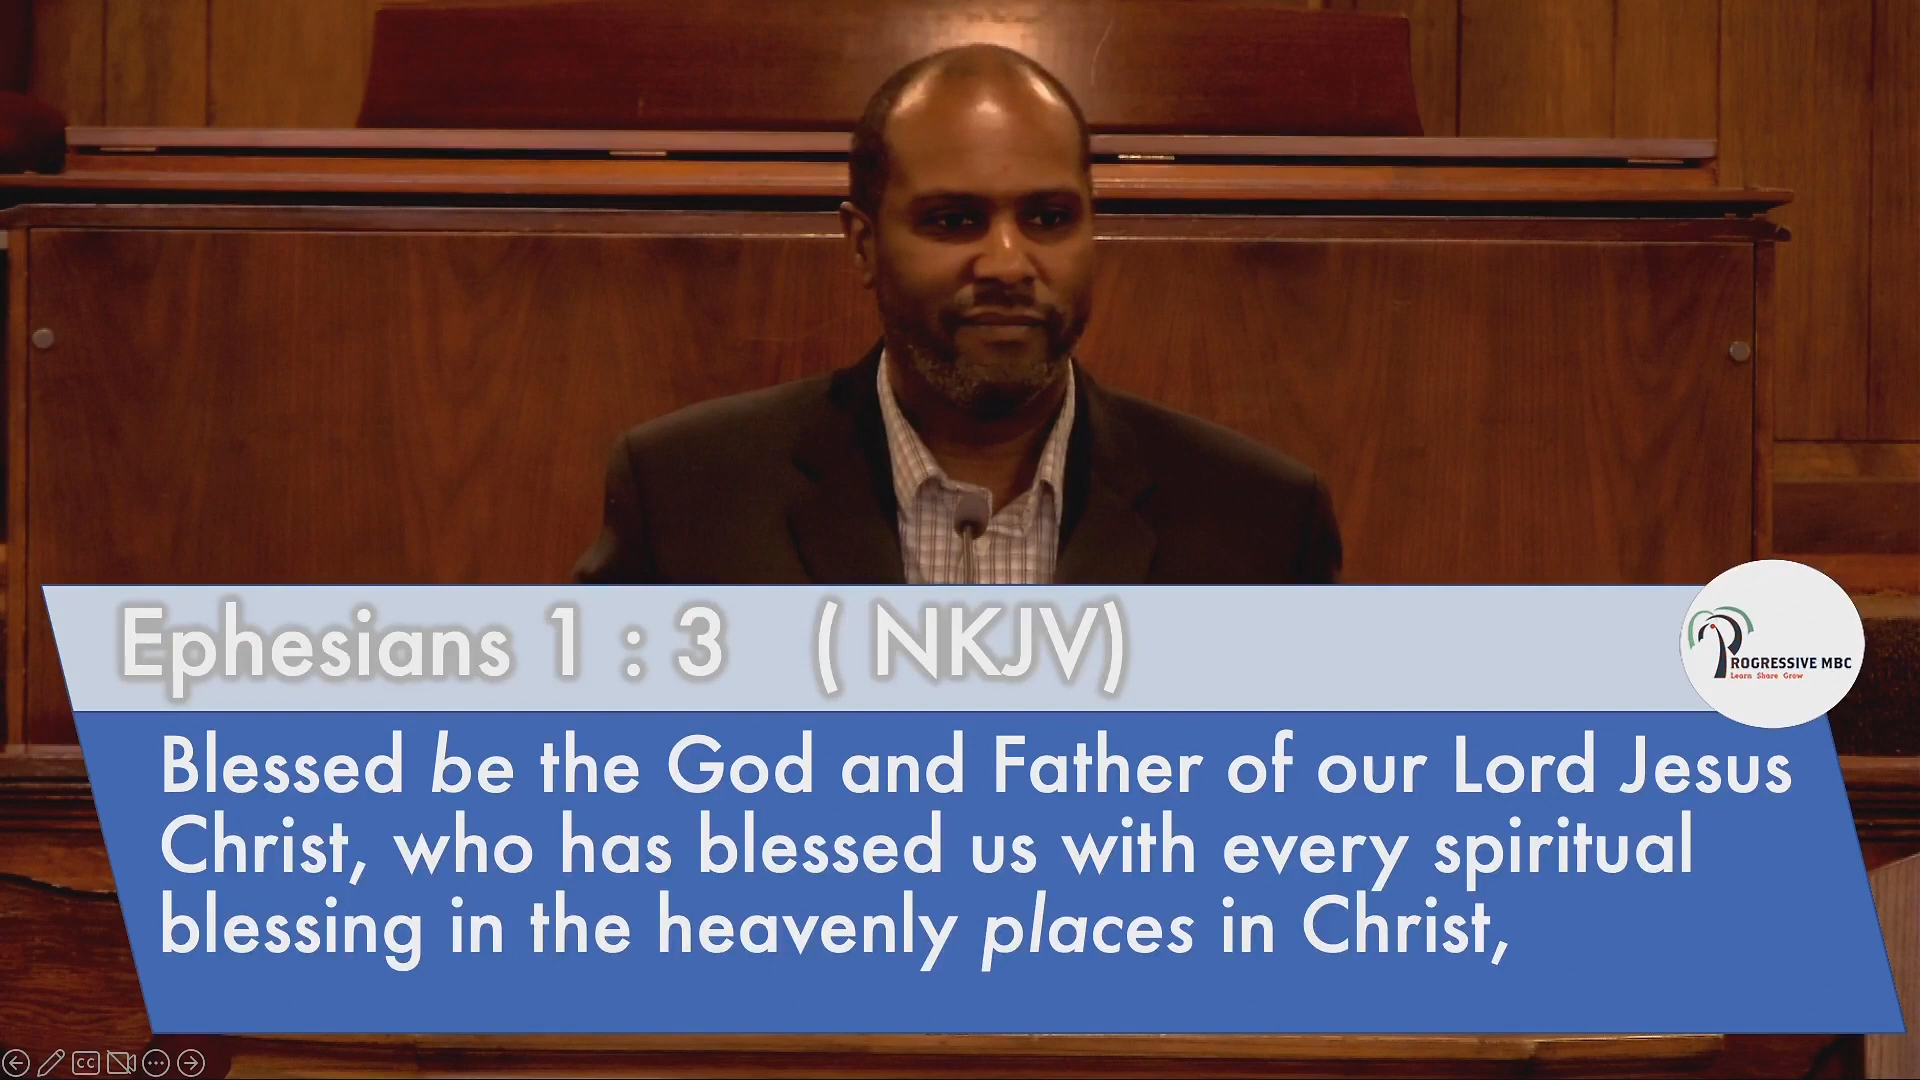 Ephesians 1 : 3 ( NKJV)
ROGRESSIVE MBC
Learn Share Grow
Blessed be the God and Father of our Lord Jesus
Christ, who has blessed us with every spiritual
blessing in the heavenly places in Christ,
CC